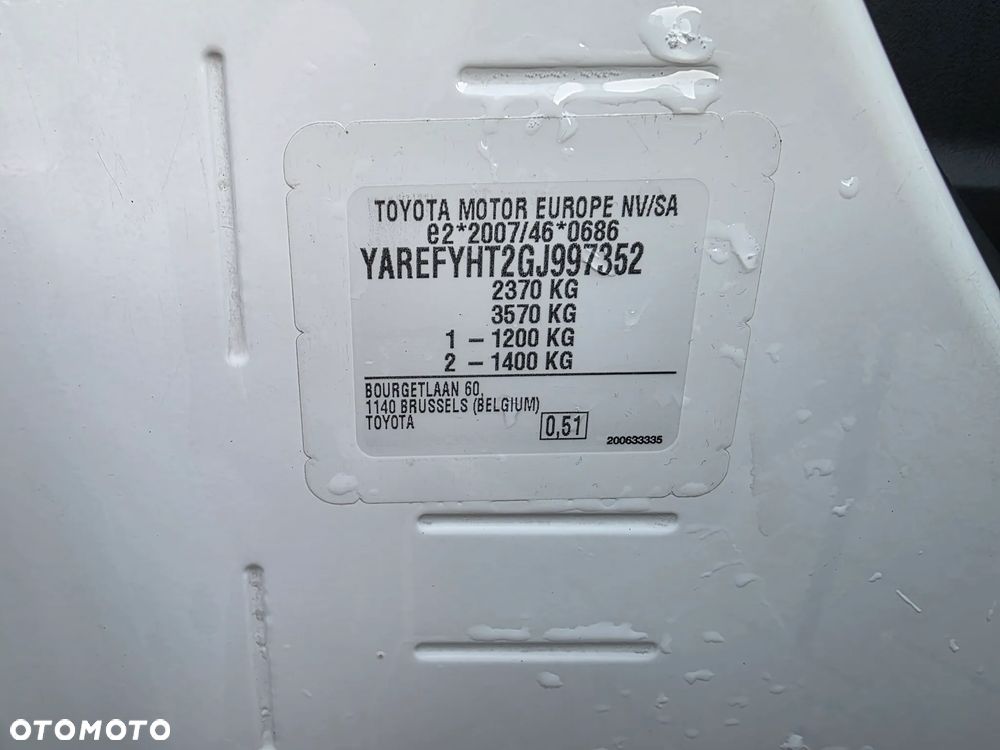 TOYOTA MOTOR EUROPE NV/SA
e2*2007/46*0686
YAREFYHT2GJ997352
2370 KG
3570 KG
1 – 1200 KG
2 – 1400 KG
BOURGETLAAN 60,
1140 BRUSSELS (BELGIUM)
TOYOTA
0,51
200633335
OTOMOTO